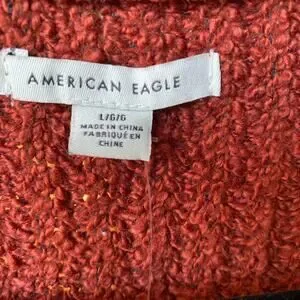 AMERICAN EAGLE
L/G/G
MADE IN CHINA
FABRIQUÉ EN
CHINE